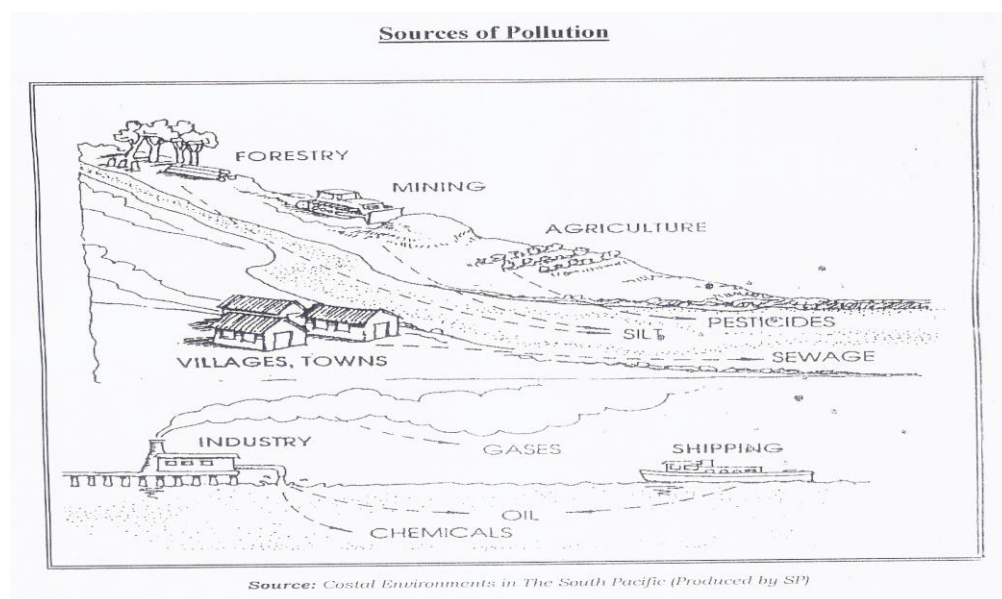 Sources of Pollution
FORESTRY
MINING
AGRICULTURE
PESTICIDES
SILT
SEWAGE
VILLAGES, TOWNS
INDUSTRY
GASES
SHIPPING
OIL
CHEMICALS
Source: Costal Environments in The South Pacific (Produced by SP)